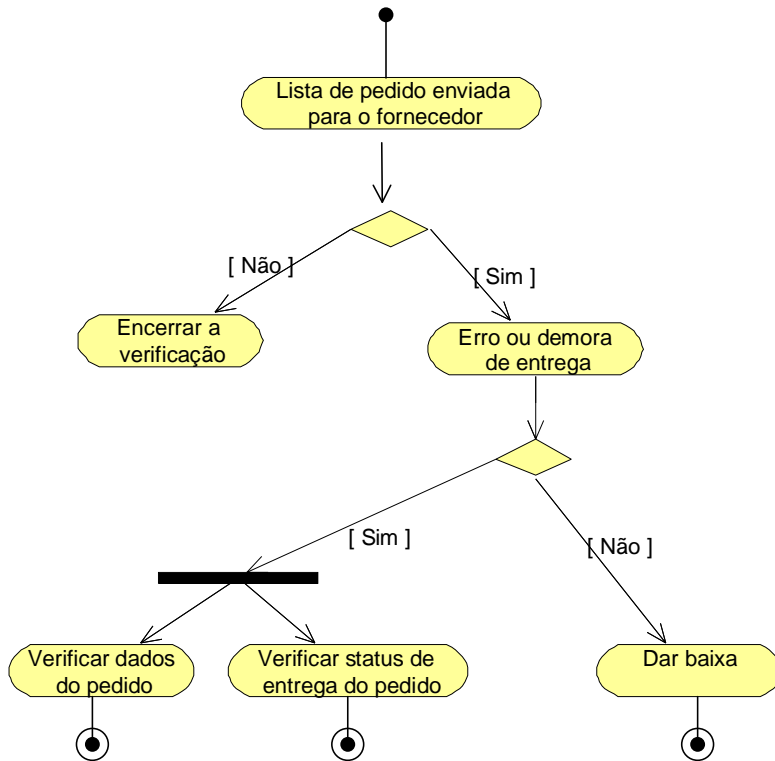 Lista de pedido enviada
para o fornecedor
[ Não ]
[ Sim ]
Encerrar a
verificação
Erro ou demora
de entrega
[ Sim ]
[ Não ]
Verificar dados
do pedido
Verificar status de
entrega do pedido
Dar baixa